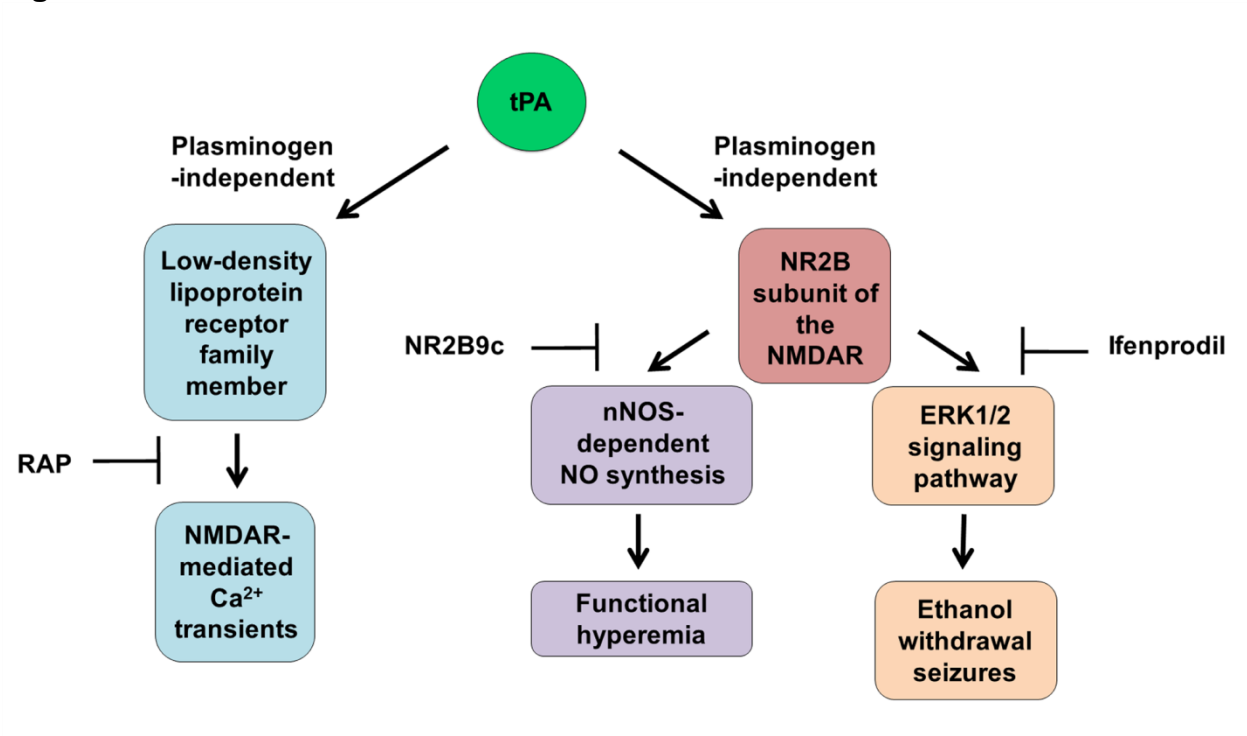 tPA
Plasminogen
-independent
Plasminogen
-independent
Low-density
lipoprotein
receptor
family
member
NR2B
subunit of
the
NMDAR
NR2B9c
Ifenprodil
nNOS-
dependent
NO synthesis
ERK1/2
signaling
pathway
RAP
NMDAR-
mediated
Ca²⁺
transients
Functional
hyperemia
Ethanol
withdrawal
seizures